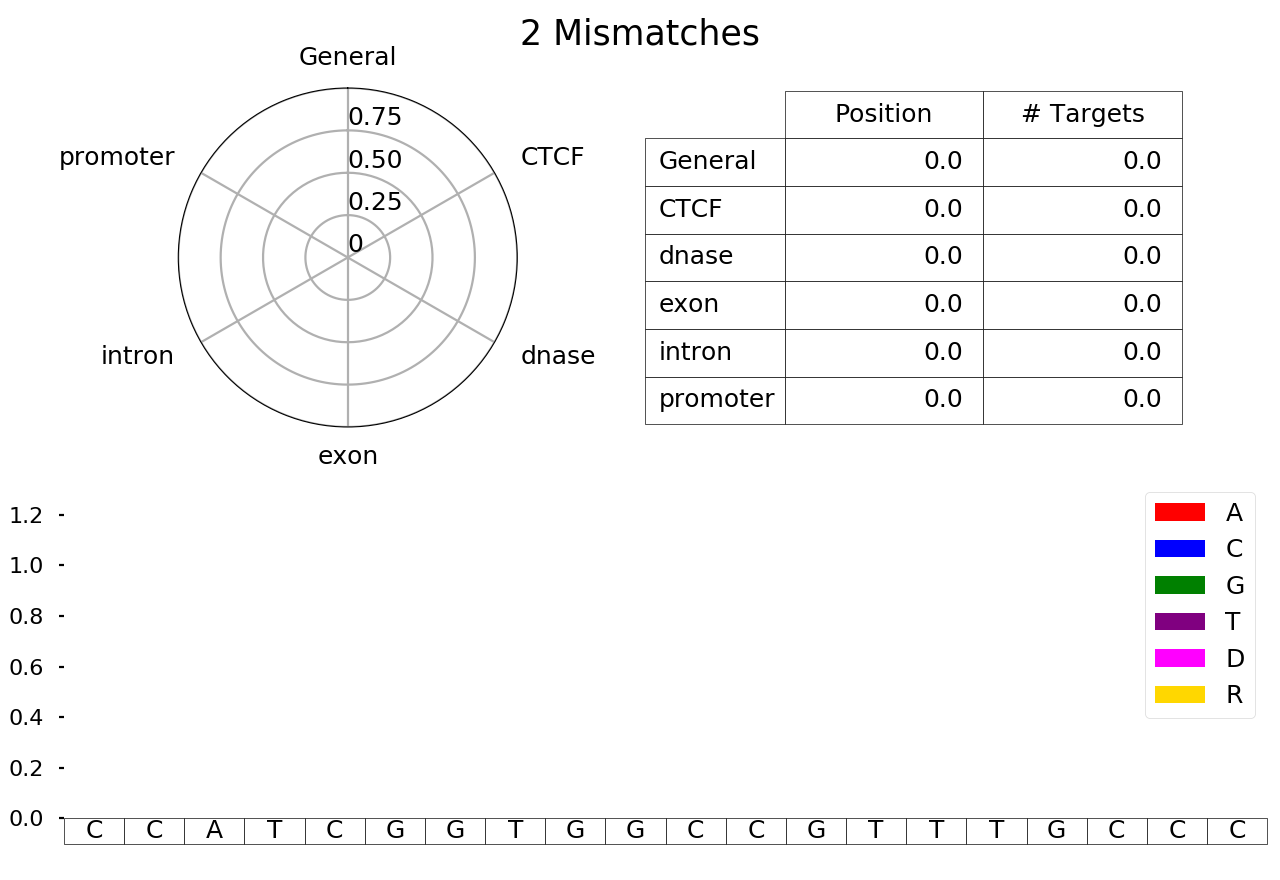 2 Mismatches
General
promoter
CTCF
0.75
0.50
0.25
0
intron
dnase
exon
Position # Targets
General 0.0 0.0
CTCF 0.0 0.0
dnase 0.0 0.0
exon 0.0 0.0
intron 0.0 0.0
promoter 0.0 0.0
1.2
1.0
0.8
0.6
0.4
0.2
0.0
A
C
G
T
D
R
C C A T C G G T G G C C G T T T G C C C